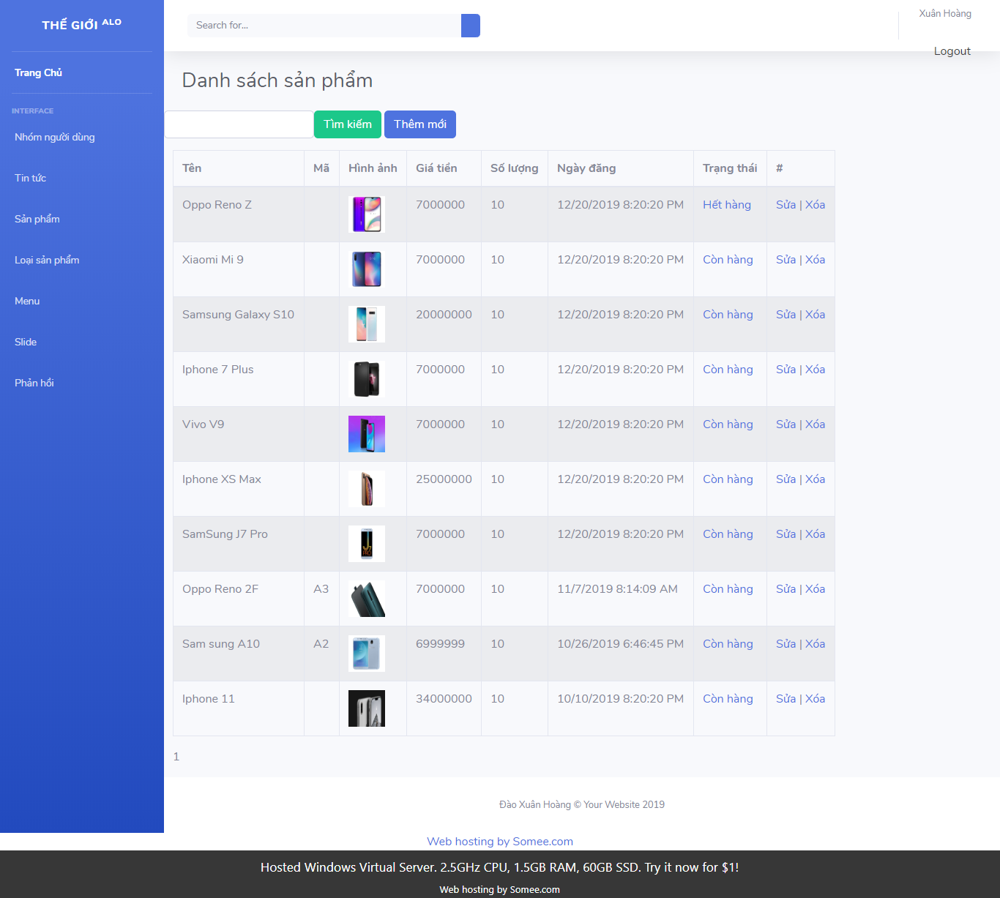 THẾ GIỚI ALO
Search for...
Xuân Hoàng
Logout
Trang Chủ
INTERFACE
Nhóm người dùng
Tin tức
Sản phẩm
Loại sản phẩm
Menu
Slide
Phản hồi
Danh sách sản phẩm
Tìm kiếm Thêm mới
Tên Mã Hình ảnh Giá tiền Số lượng Ngày đăng Trạng thái #
Oppo Reno Z 7000000 10 12/20/2019 8:20:20 PM Hết hàng Sửa | Xóa
Xiaomi Mi 9 7000000 10 12/20/2019 8:20:20 PM Còn hàng Sửa | Xóa
Samsung Galaxy S10 20000000 10 12/20/2019 8:20:20 PM Còn hàng Sửa | Xóa
Iphone 7 Plus 7000000 10 12/20/2019 8:20:20 PM Còn hàng Sửa | Xóa
Vivo V9 7000000 10 12/20/2019 8:20:20 PM Còn hàng Sửa | Xóa
Iphone XS Max 25000000 10 12/20/2019 8:20:20 PM Còn hàng Sửa | Xóa
SamSung J7 Pro 7000000 10 12/20/2019 8:20:20 PM Còn hàng Sửa | Xóa
Oppo Reno 2F A3 7000000 10 11/7/2019 8:14:09 AM Còn hàng Sửa | Xóa
Sam sung A10 A2 6999999 10 10/26/2019 6:46:45 PM Còn hàng Sửa | Xóa
Iphone 11 34000000 10 10/10/2019 8:20:20 PM Còn hàng Sửa | Xóa
1
Đào Xuân Hoàng © Your Website 2019
Web hosting by Somee.com
Hosted Windows Virtual Server. 2.5GHz CPU, 1.5GB RAM, 60GB SSD. Try it now for $1!
Web hosting by Somee.com